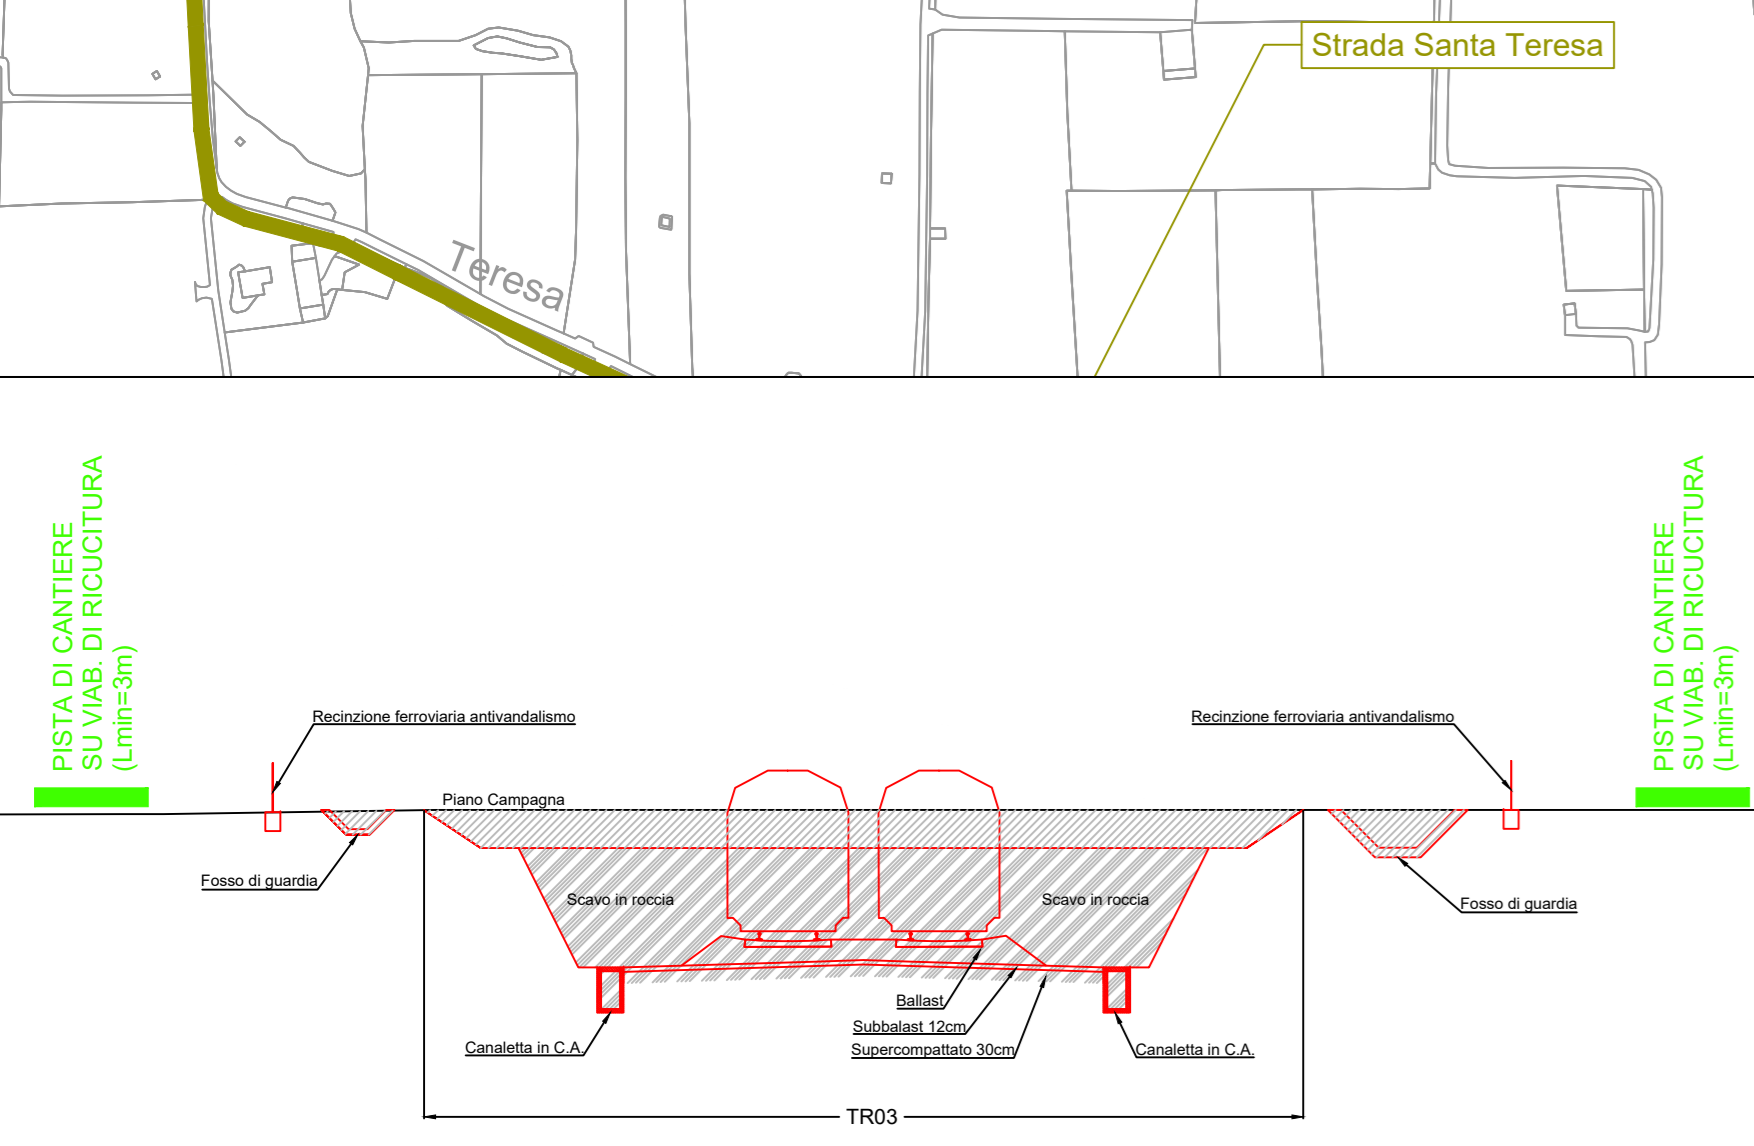 Strada Santa Teresa
Teresa
PISTA DI CANTIERE
SU VIAB. DI RICUCITURA
(Lmin=3m)
PISTA DI CANTIERE
SU VIAB. DI RICUCITURA
(Lmin=3m)
Recinzione ferroviaria antivandalismo
Recinzione ferroviaria antivandalismo
Piano Campagna
Fosso di guardia
Scavo in roccia
Scavo in roccia
Fosso di guardia
Ballast
Subbalast 12cm
Canaletta in C.A.
Supercompattato 30cm
Canaletta in C.A.
TR03